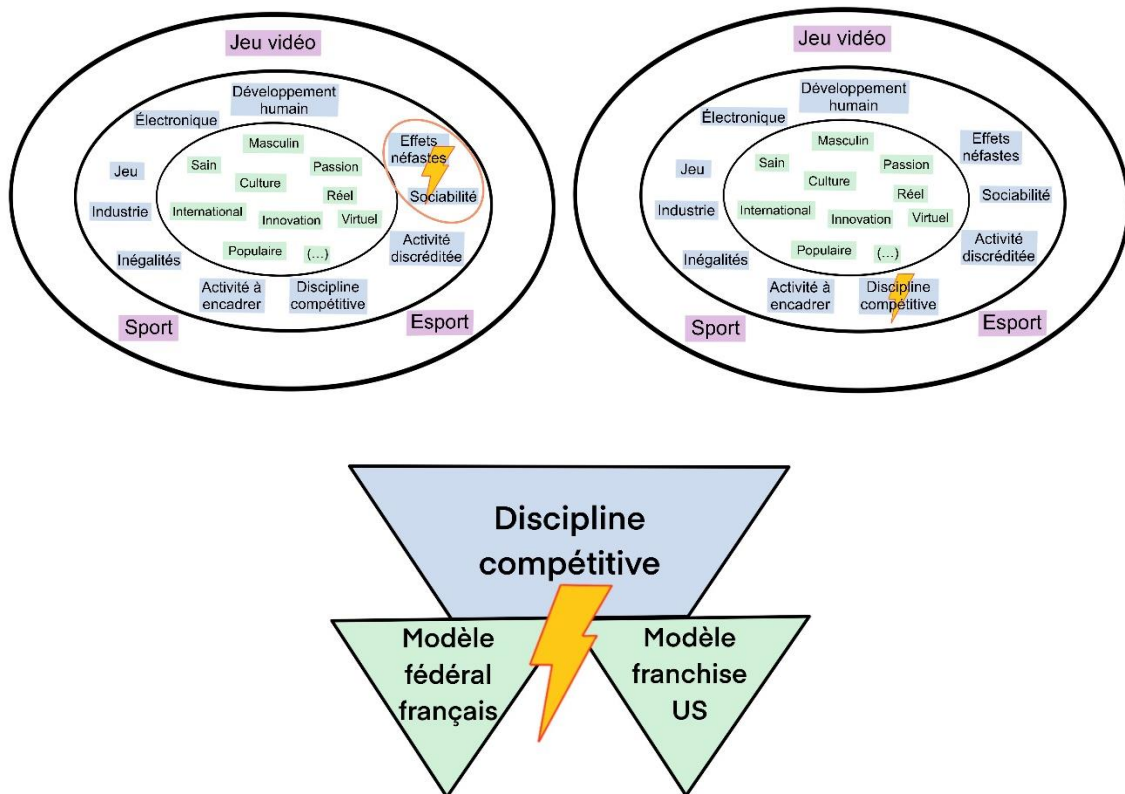 Jeu vidéo
Développement
humain
Électronique
Masculin
Effets
néfastes
Sain
Passion
Jeu
Culture
Réel
Sociabilité
Industrie
International
Innovation
Virtuel
Populaire
(…)
Activité
discréditée
Inégalités
Activité à
encadrer
Discipline
compétitive
Sport
Esport
Jeu vidéo
Développement
humain
Électronique
Masculin
Effets
néfastes
Sain
Passion
Jeu
Culture
Réel
Sociabilité
Industrie
International
Innovation
Virtuel
Populaire
(…)
Activité
discréditée
Inégalités
Activité à
encadrer
Discipline
compétitive
Sport
Esport
Discipline
compétitive
Modèle
fédéral
français
Modèle
franchise
US